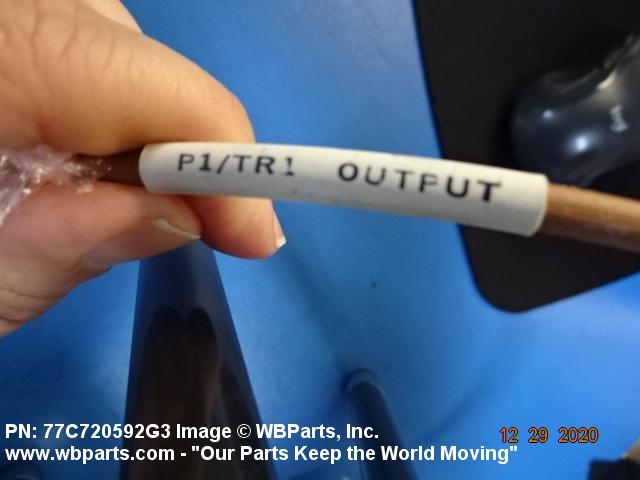 P1/TR1 OUTPUT
PN: 77C720592G3 Image © WBParts, Inc.
12 29 2020
www.wbparts.com - "Our Parts Keep the World Moving"